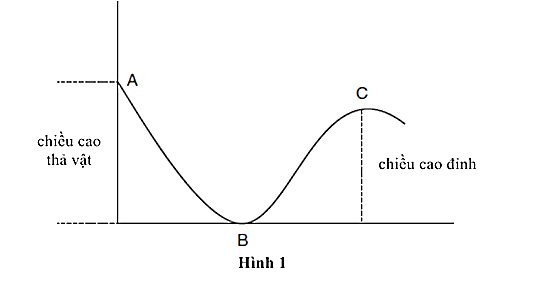 A
C
chiều cao
thả vật
chiều cao đỉnh
B
Hình 1